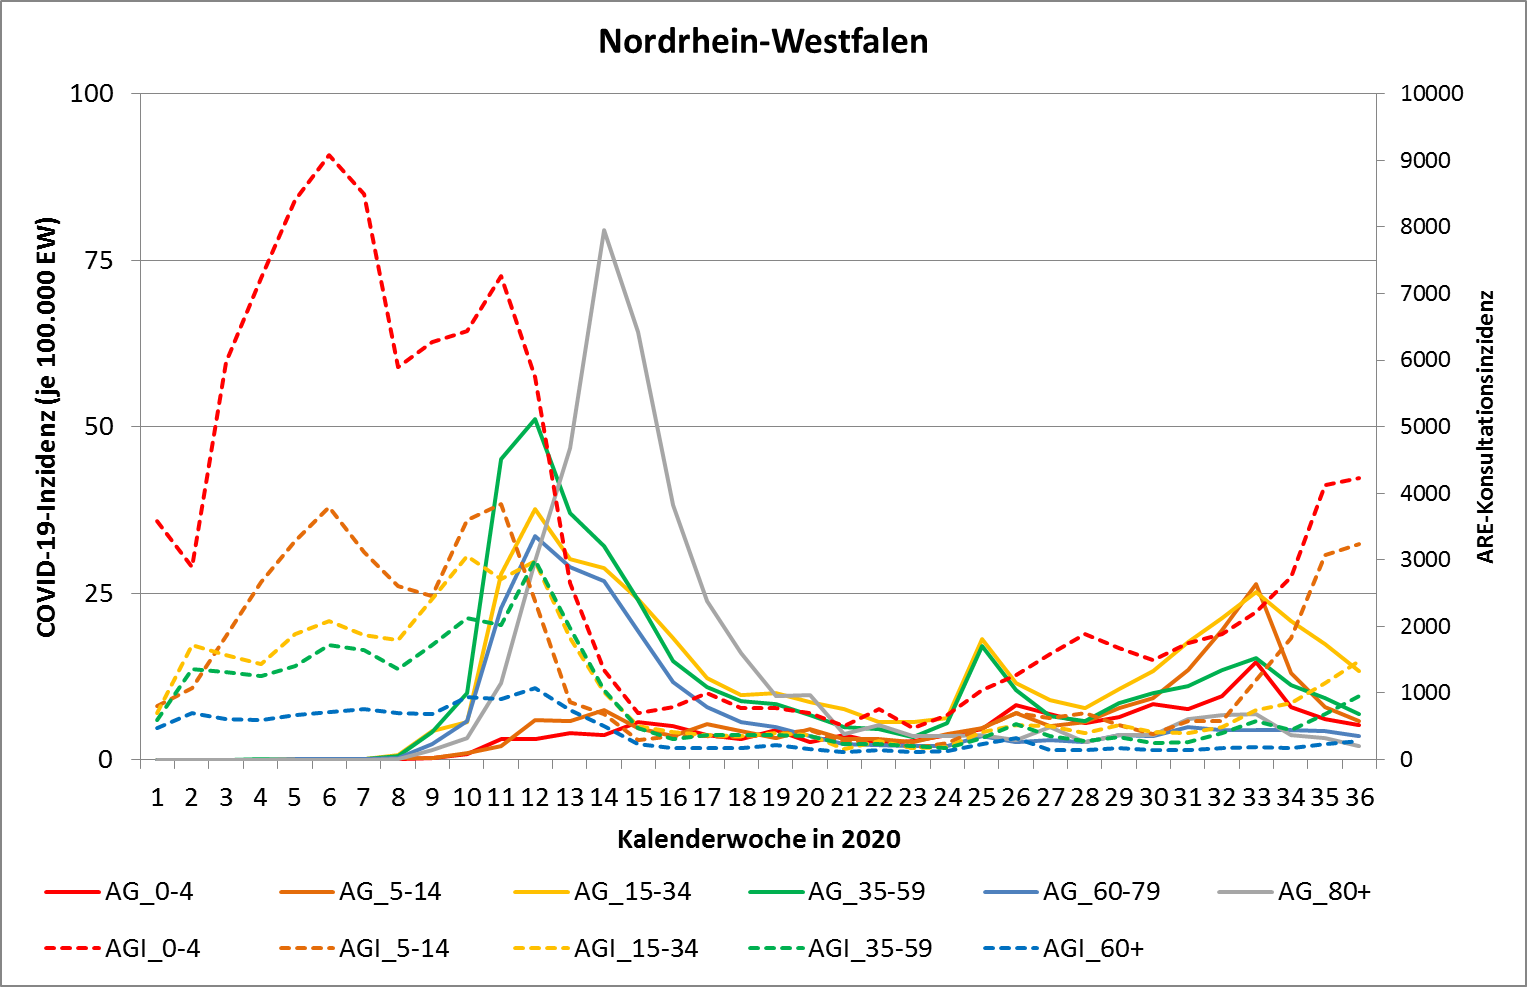 Nordrhein-Westfalen
COVID-19-Inzidenz (je 100.000 EW)
100
75
50
25
0
10000
9000
8000
7000
6000
5000
4000
3000
2000
1000
0
ARE-Konsultationsinzidenz
1 2 3 4 5 6 7 8 9 10 11 12 13 14 15 16 17 18 19 20 21 22 23 24 25 26 27 28 29 30 31 32 33 34 35 36
Kalenderwoche in 2020
AG_0-4 AG_5-14 AG_15-34 AG_35-59 AG_60-79 AG_80+
AGI_0-4 AGI_5-14 AGI_15-34 AGI_35-59 AGI_60+